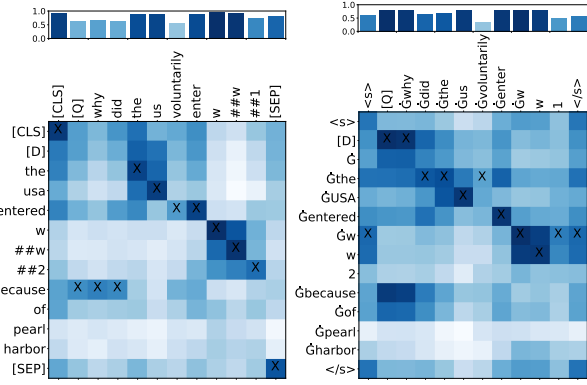 1.0
0.5
0.0
[CLS] [Q] why did the us voluntarily enter w ##w ##1 [SEP]
[CLS]
[D]
the
usa
entered
w
##w
##2
because
of
pearl
harbor
[SEP]
X X X X X X X X X X X X
1.0
0.5
0.0
<s> [Q] Ġwhy Ġdid Ġthe Ġus Ġvoluntarily Ġenter Ġw w 1 </s>
<s>
[D]
Ġ
Ġthe
ĠUSA
Ġentered
Ġw
w
2
Ġbecause
Ġof
Ġpearl
Ġharbor
</s>
X X X X X X X X X X X X